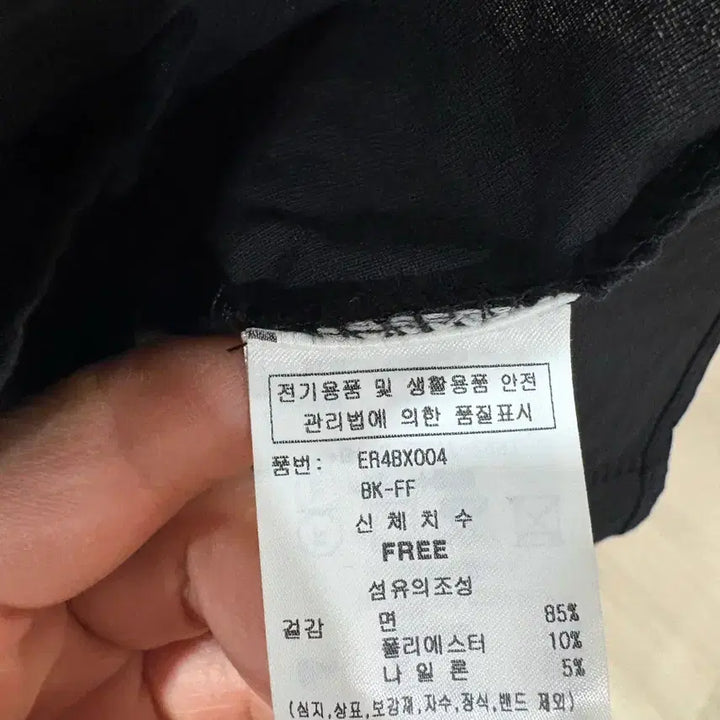 전기용품 및 생활용품 안전
관리법에 의한 품질표시
품번: ER4BX004
BK-FF
신체치수
FREE
섬유의조성
겉감 면 85%
폴리에스터 10%
나일론 5%
(심지,상표,보강재,자수,장식,밴드 제외)